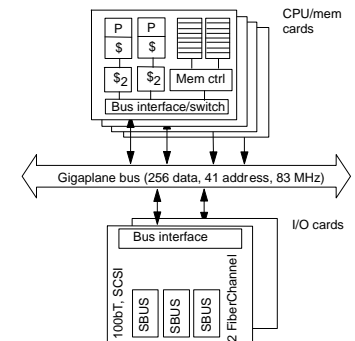 CPU/mem
cards
P P
$ $
$2 $2 Mem ctrl
Bus interface/switch
Gigaplane bus (256 data, 41 address, 83 MHz)
I/O cards
Bus interface
100bT, SCSI
SBUS
SBUS
SBUS
2 FiberChannel